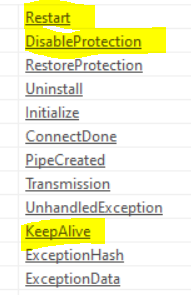 Restart
DisableProtection
RestoreProtection
Uninstall
Initialize
ConnectDone
PipeCreated
Transmission
UnhandledException
KeepAlive
ExceptionHash
ExceptionData